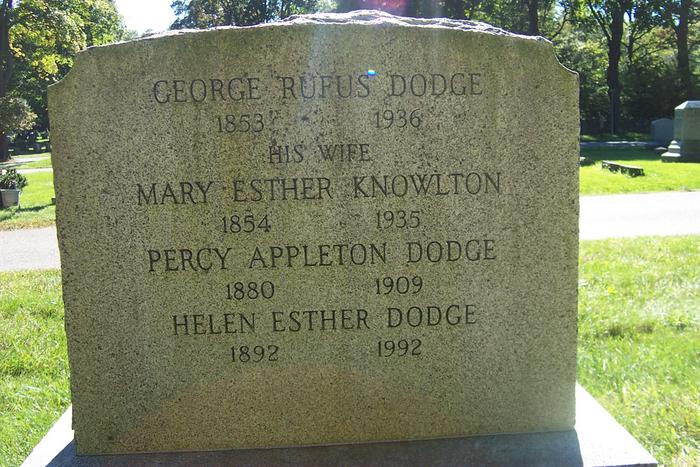 GEORGE RUFUS DODGE
1853 1936
HIS WIFE
MARY ESTHER KNOWLTON
1854 1935
PERCY APPLETON DODGE
1880 1909
HELEN ESTHER DODGE
1892 1992